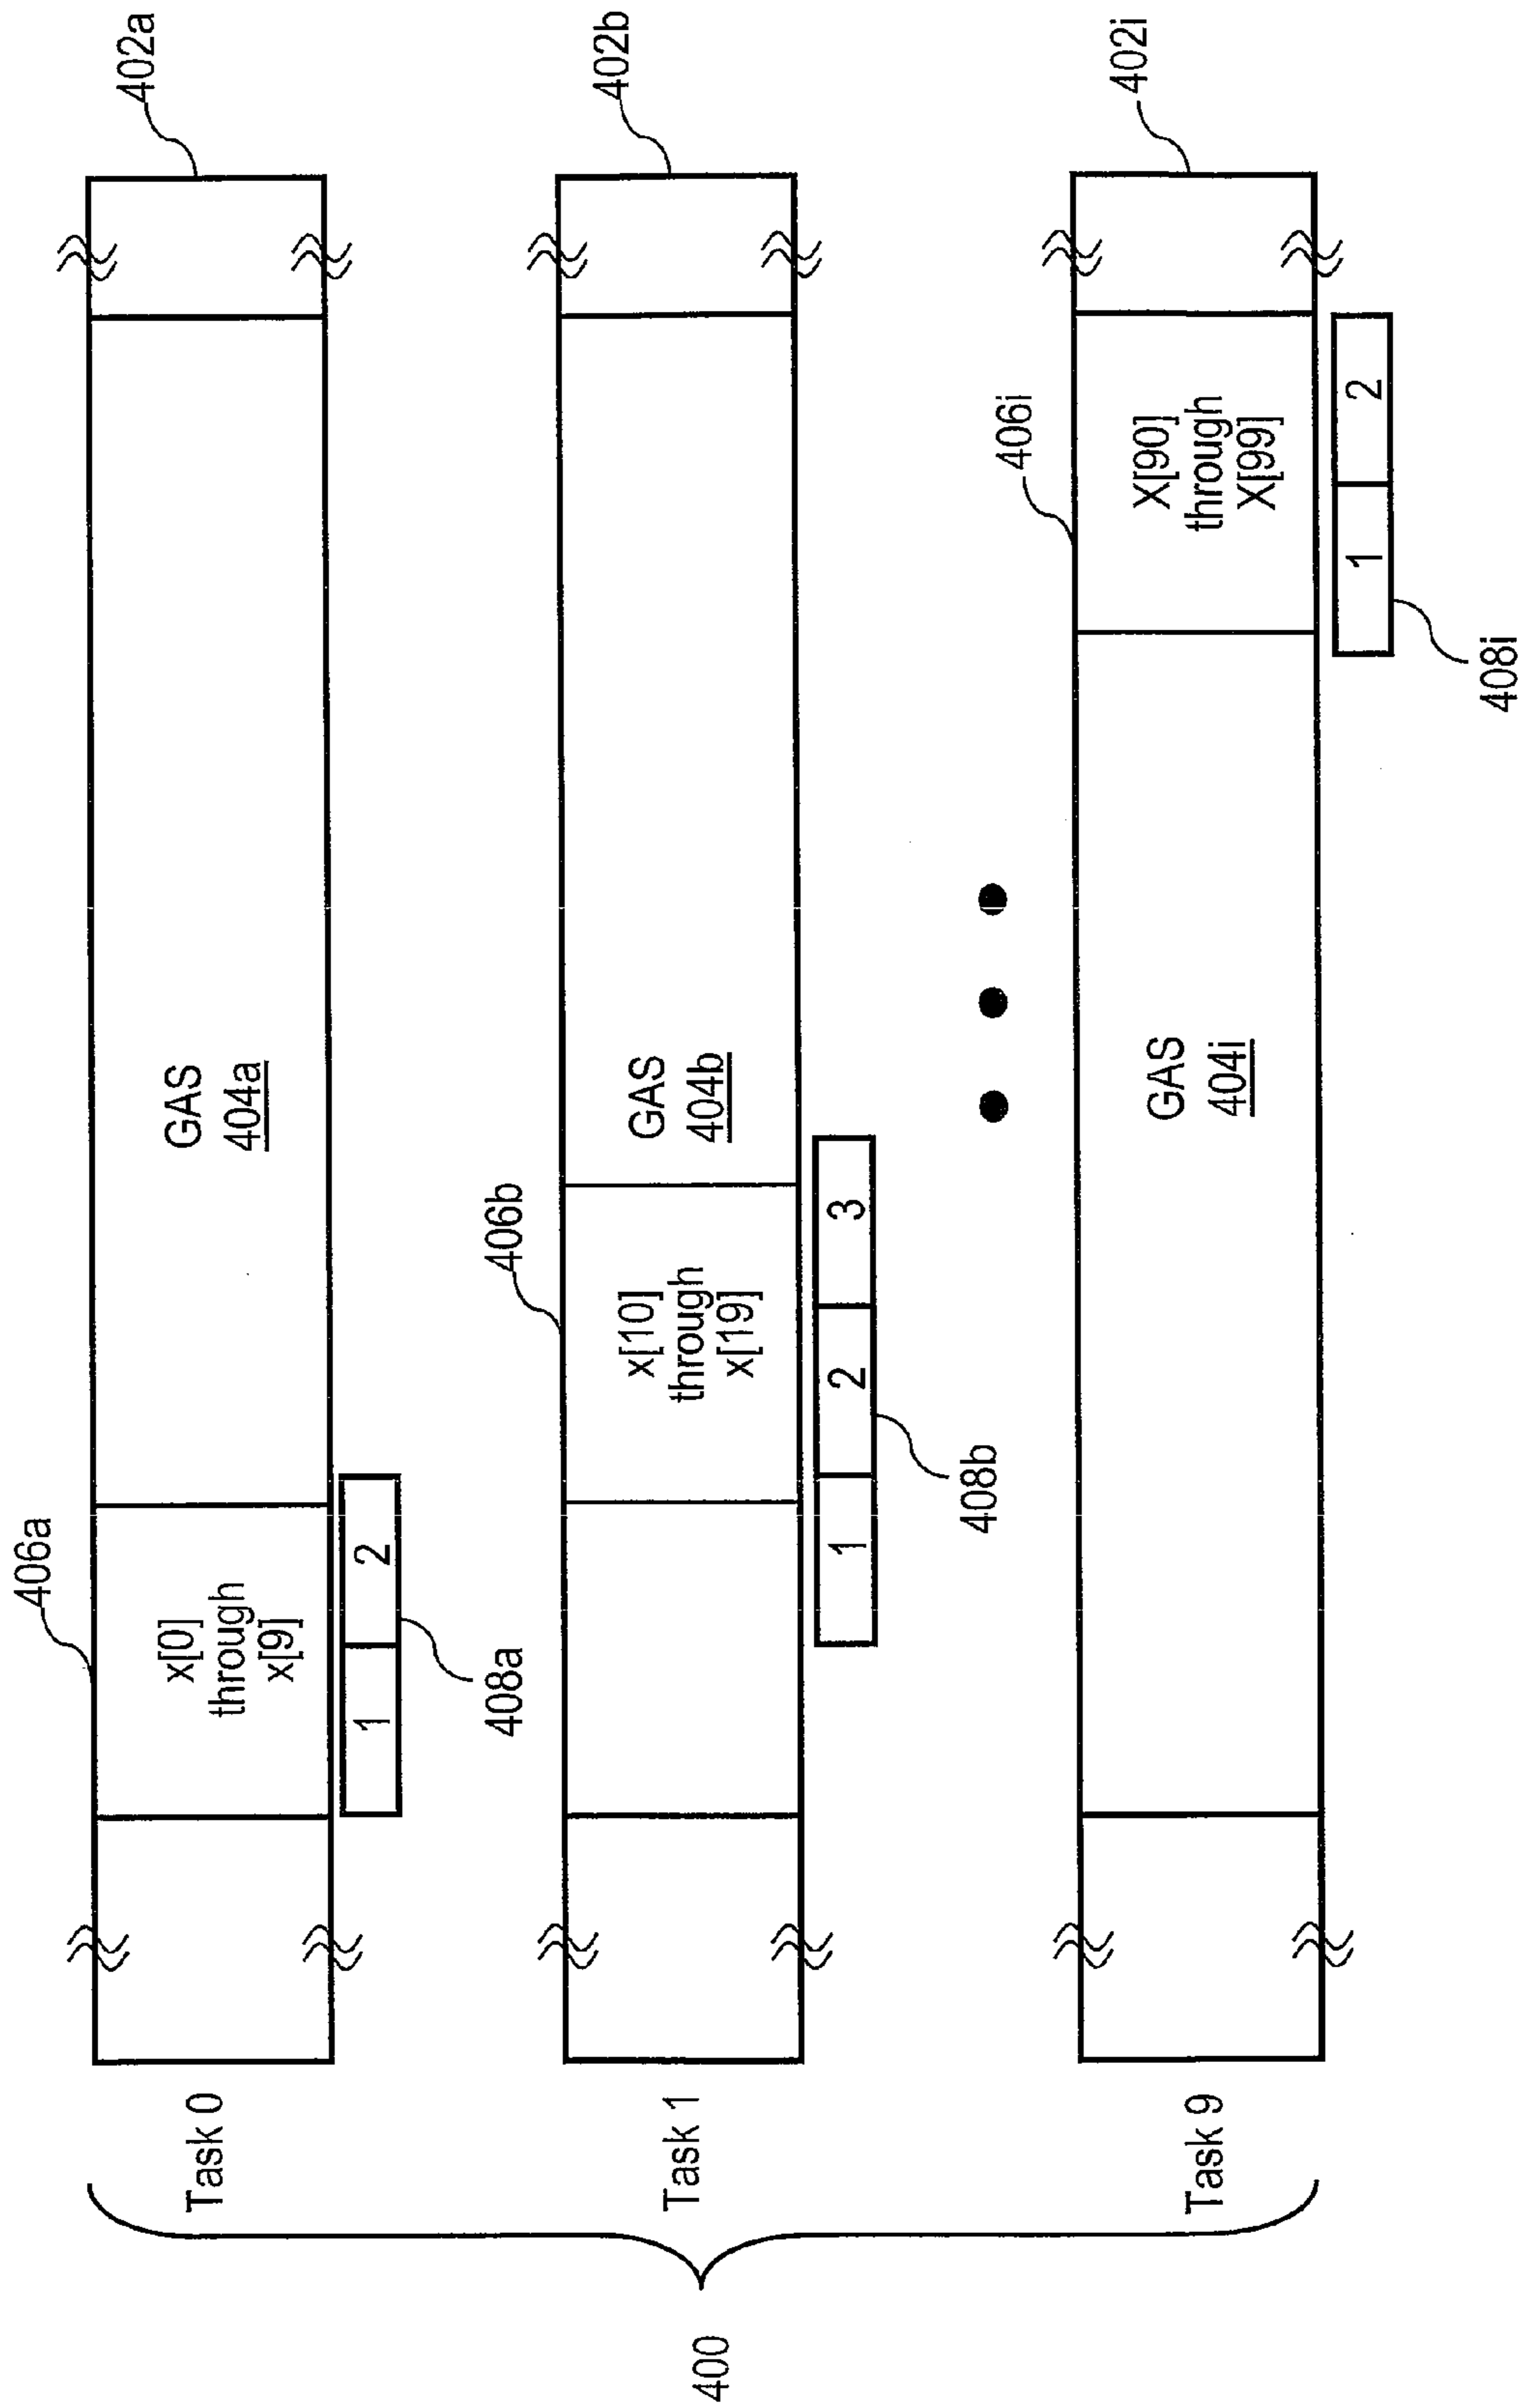 402a
402b
402i
Task 0
406a
x[0]
through
x[9]
GAS
404a
1
2
408a
Task 1
406b
x[10]
through
x[19]
GAS
404b
1
2
3
408b
Task 9
GAS
404i
406i
X[90]
through
X[99]
1
2
408i
400